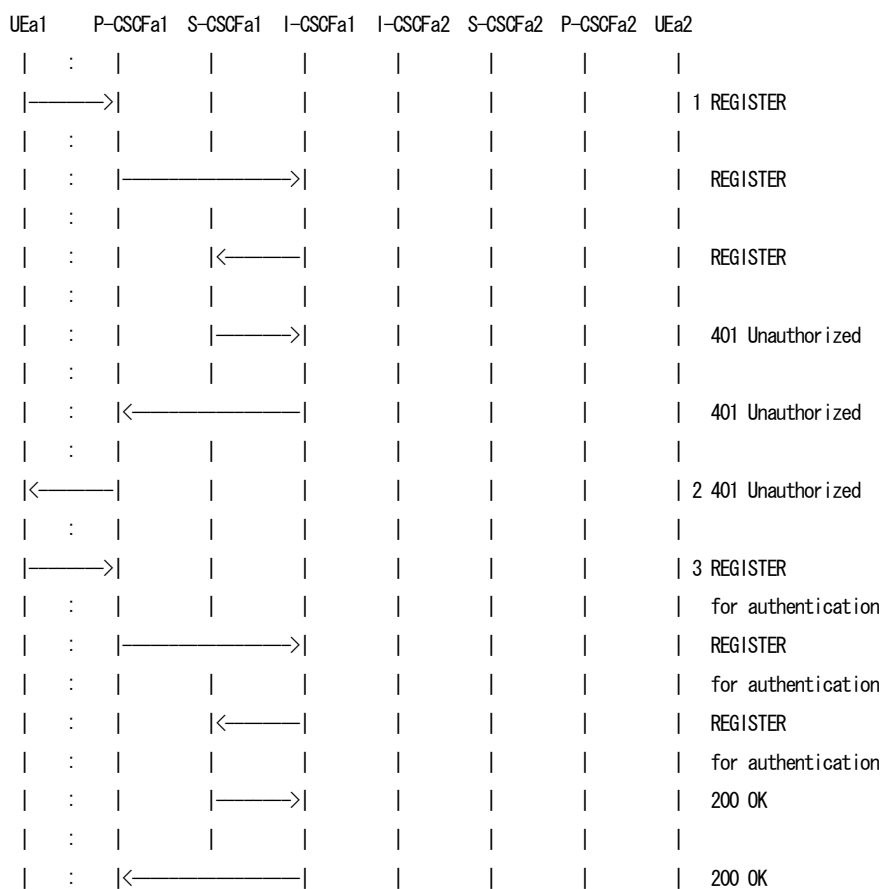 UEa1 P-CSCFa1 S-CSCFa1 I-CSCFa1 I-CSCFa2 S-CSCFa2 P-CSCFa2 UEa2
| : | | | | | | |
|-------->| | | | | | | 1 REGISTER
| : | | | | | | |
| : |------------------>| | | | | REGISTER
| : | | | | | | |
| : | |<--------| | | | | REGISTER
| : | | | | | | |
| : | |-------->| | | | | 401 Unauthorized
| : | | | | | | |
| : |<------------------| | | | | 401 Unauthorized
| : | | | | | | |
|<--------| | | | | | | 2 401 Unauthorized
| : | | | | | | |
|-------->| | | | | | | 3 REGISTER
| : | | | | | | | for authentication
| : |------------------>| | | | | REGISTER
| : | | | | | | | for authentication
| : | |<--------| | | | | REGISTER
| : | | | | | | | for authentication
| : | |-------->| | | | | 200 OK
| : | | | | | | |
| : |<------------------| | | | | 200 OK